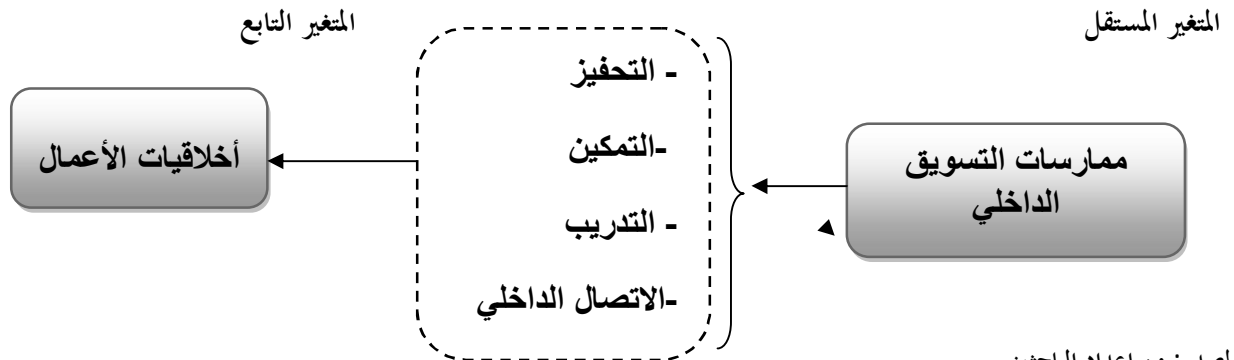 المتغير المستقل
المتغير التابع
ممارسات التسويق
الداخلي
- التحفيز
-التمكين
- التدريب
-الاتصال الداخلي
أخلاقيات الأعمال